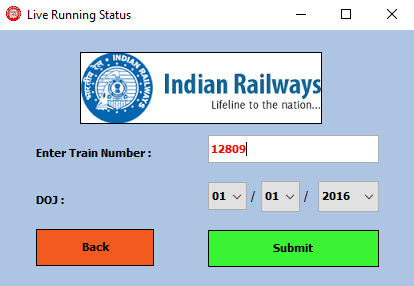 Live Running Status
INDIAN RAILWAYS
भारतीय रेल
Indian Railways
Lifeline to the nation...
Enter Train Number : 12809
DOJ : 01 / 01 / 2016
Back Submit